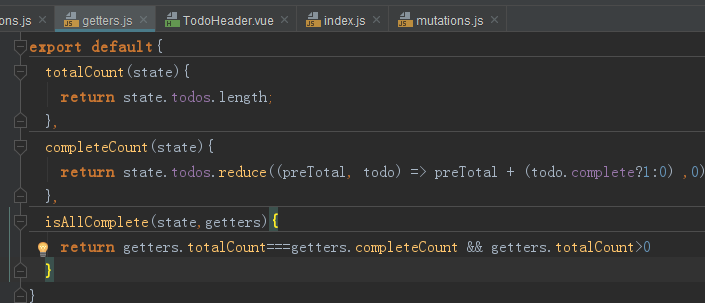 ons.js × getters.js × TodoHeader.vue × index.js × mutations.js ×
export default{
totalCount(state){
return state.todos.length;
},
completeCount(state){
return state.todos.reduce((preTotal, todo) => preTotal + (todo.complete?1:0) ,0)
},
isAllComplete(state,getters){
return getters.totalCount===getters.completeCount && getters.totalCount>0
}
}